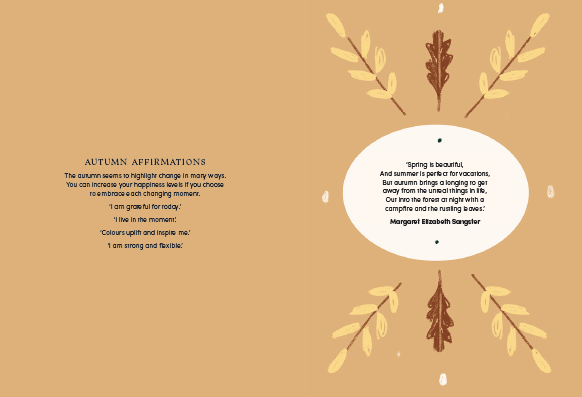 AUTUMN AFFIRMATIONS
The autumn seems to highlight change in many ways.
You can increase your happiness levels if you choose
to embrace each changing moment.
‘I am grateful for today.’
‘I live in the moment’.
‘Colours uplift and inspire me.’
‘I am strong and flexible.’
‘Spring is beautiful,
And summer is perfect for vacations,
But autumn brings a longing to get
away from the unreal things in life,
Out into the forest at night with a
campfire and the rustling leaves.’
Margaret Elizabeth Sangster